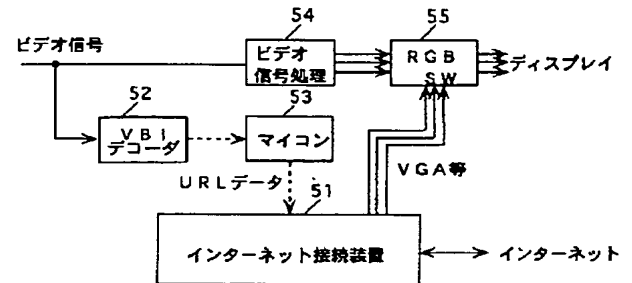 54
55
ビデオ信号
ビデオ
信号処理
RGB
SW
ディスプレイ
52
53
VBI
デコーダ
マイコン
VGA等
URLデータ
51
インターネット接続装置
インターネット